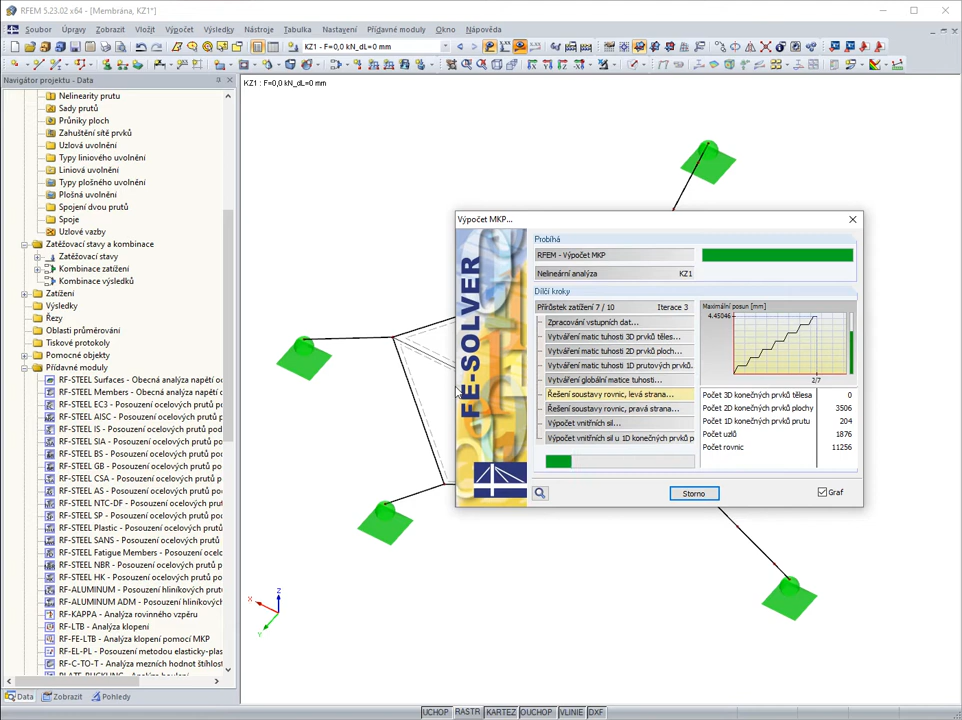 RFEM 5.23.02 x64 - [Membrána, KZ1*]
Soubor Úpravy Zobrazit Vložit Výpočet Výsledky Nástroje Tabulka Nastavení Přídavné moduly Okno Nápověda
KZ1 - F=0,0 kN_dL=0 mm
Navigátor projektu - Data
KZ1 : F=0,0 kN_dL=0 mm
Nelinearity prutu
Sady prutů
Průniky ploch
Zahuštění sítě prvků
Uzlová uvolnění
Typy liniového uvolnění
Liniová uvolnění
Typy plošného uvolnění
Plošná uvolnění
Spojení dvou prutů
Spoje
Uzlové vazby
Zatěžovací stavy a kombinace
Zatěžovací stavy
Kombinace zatížení
Kombinace výsledků
Zatížení
Výsledky
Řezy
Oblasti průměrování
Tiskové protokoly
Pomocné objekty
Přídavné moduly
RF-STEEL Surfaces - Obecná analýza napětí oc
RF-STEEL Members - Obecná analýza napětí
RF-STEEL EC3 - Posouzení ocelových prutů po
RF-STEEL AISC - Posouzení ocelových prutů p
RF-STEEL IS - Posouzení ocelových prutů pod
RF-STEEL SIA - Posouzení ocelových prutů po
RF-STEEL BS - Posouzení ocelových prutů pod
RF-STEEL GB - Posouzení ocelových prutů po
RF-STEEL CSA - Posouzení ocelových prutů po
RF-STEEL AS - Posouzení ocelových prutů pod
RF-STEEL NTC-DF - Posouzení ocelových prut
RF-STEEL SP - Posouzení ocelových prutů pod
RF-STEEL Plastic - Posouzení ocelových prutů
RF-STEEL SANS - Posouzení ocelových prutů p
RF-STEEL Fatigue Members - Posouzení ocelo
RF-STEEL NBR - Posouzení ocelových prutů po
RF-STEEL HK - Posouzení ocelových prutů po
RF-ALUMINUM - Posouzení hliníkových prutů
RF-ALUMINUM ADM - Posouzení hliníkových
RF-KAPPA - Analýza rovinného vzpěru
RF-LTB - Analýza klopení
RF-FE-LTB - Analýza klopení pomocí MKP
RF-EL-PL - Posouzení metodou elasticky-plas
RF-C-TO-T - Analýza mezních hodnot štíhlost
Data Zobrazit Pohledy
X
Y
Z
Výpočet MKP...
FE-SOLVER
Probíhá
RFEM - Výpočet MKP
Nelineární analýza KZ1
Dílčí kroky
Přírůstek zatížení 7 / 10 Iterace 3
Zpracování vstupních dat...
Vytváření matic tuhosti 3D prvků těles...
Vytváření matic tuhosti 2D prvků ploch...
Vytváření matic tuhosti 1D prutových prvků.
Vytváření globální matice tuhosti...
Řešení soustavy rovnic, levá strana...
Řešení soustavy rovnic, pravá strana...
Výpočet vnitřních sil...
Výpočet vnitřních sil u 1D konečných prvků p
Maximální posun [mm]
4.45046
2/7
Počet 3D konečných prvků tělesa 0
Počet 2D konečných prvků plochy 3506
Počet 1D konečných prvků prutu 204
Počet uzlů 1876
Počet rovnic 11256
Storno
Graf
UCHOP RASTR KARTEZ OUCHOP VLINIE DXF